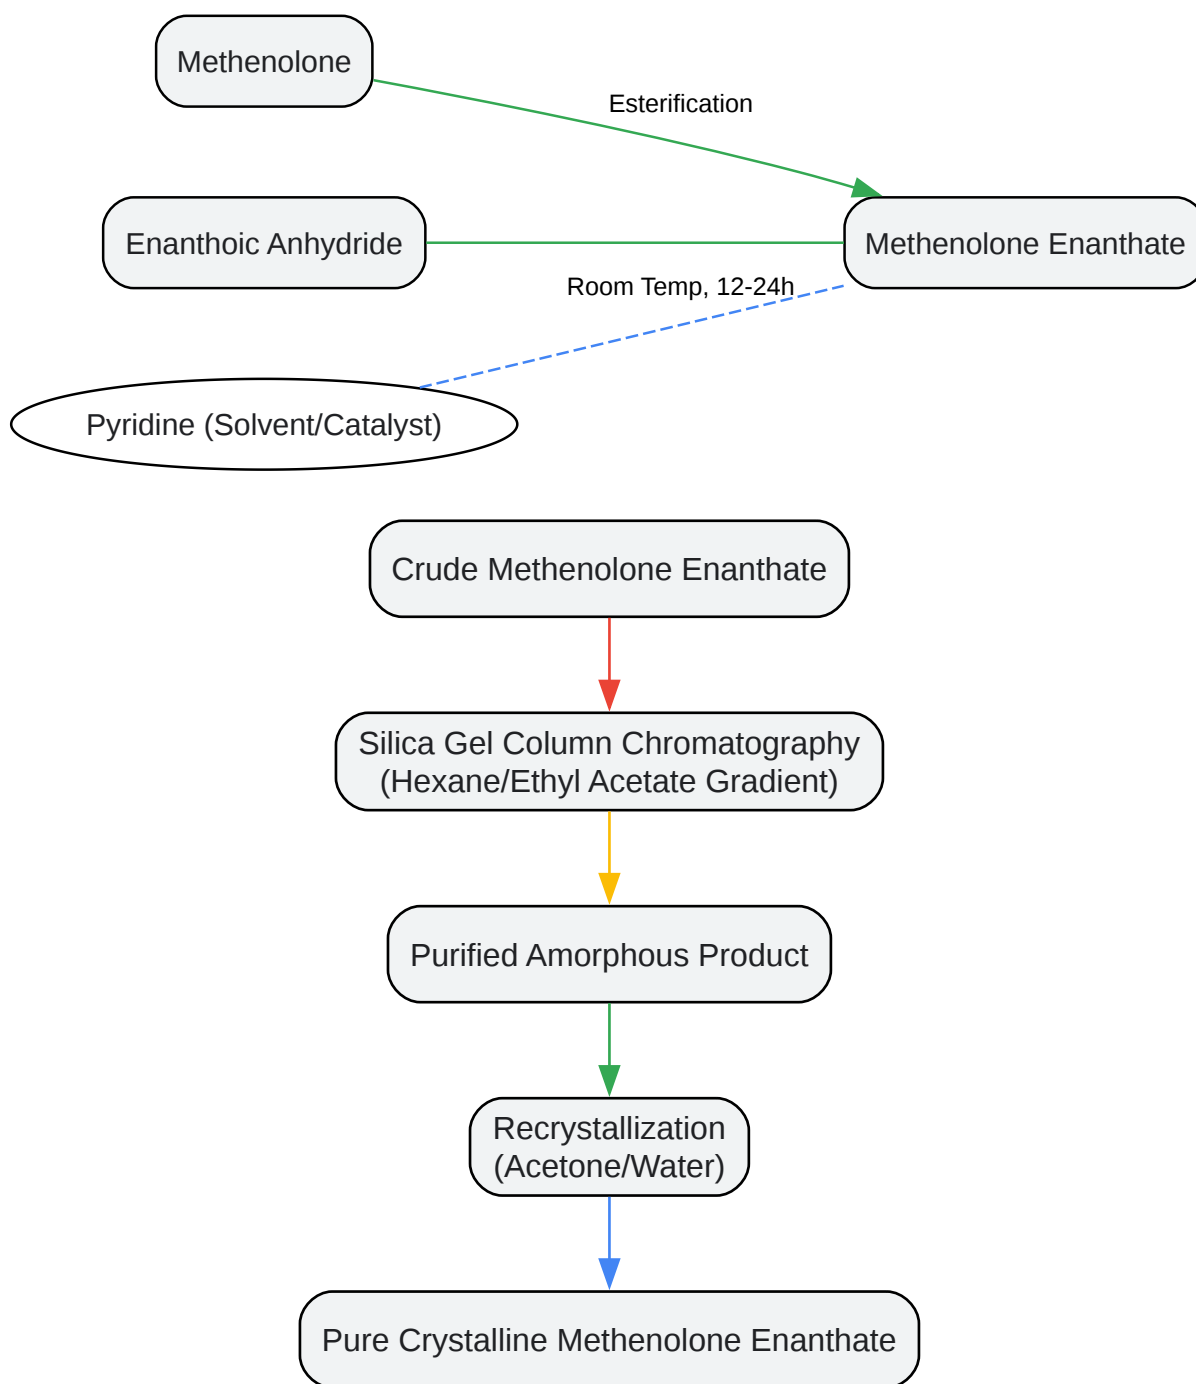 Methenolone
Esterification
Enanthoic Anhydride
Methenolone Enanthate
Room Temp, 12-24h
Pyridine (Solvent/Catalyst)
Crude Methenolone Enanthate
Silica Gel Column Chromatography
(Hexane/Ethyl Acetate Gradient)
Purified Amorphous Product
Recrystallization
(Acetone/Water)
Pure Crystalline Methenolone Enanthate